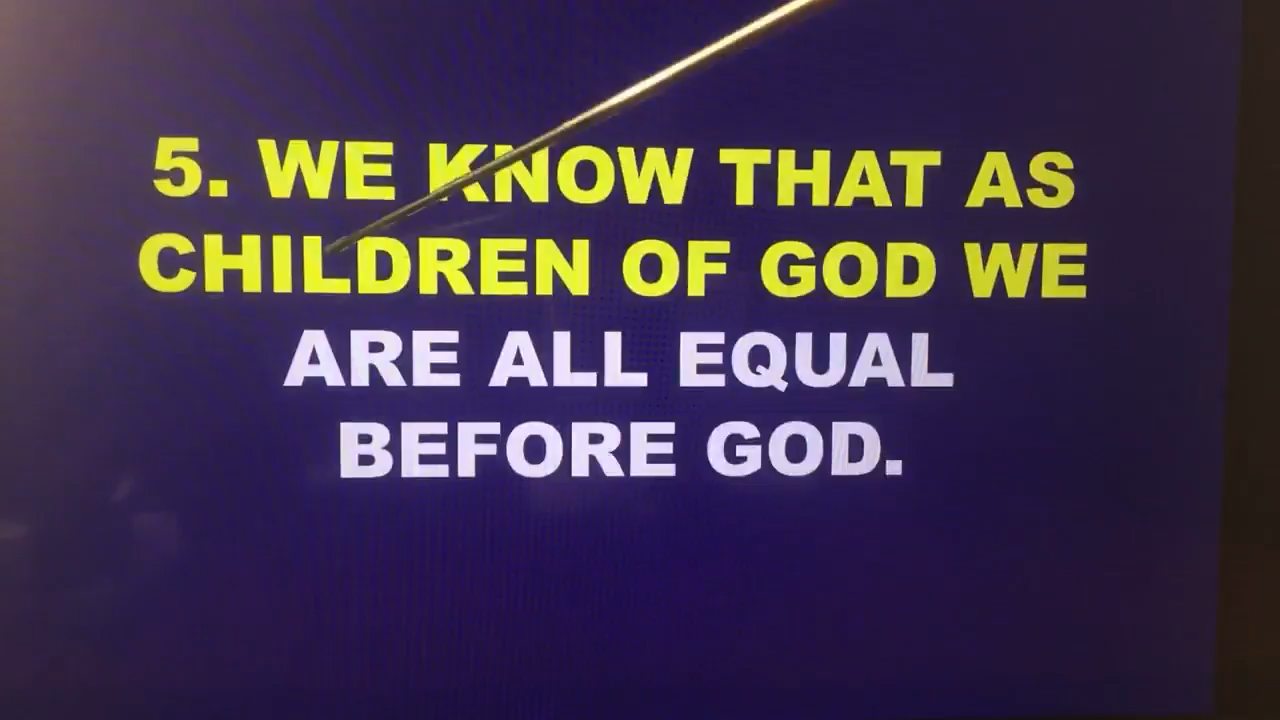 5. WE KNOW THAT AS
CHILDREN OF GOD WE
ARE ALL EQUAL
BEFORE GOD.